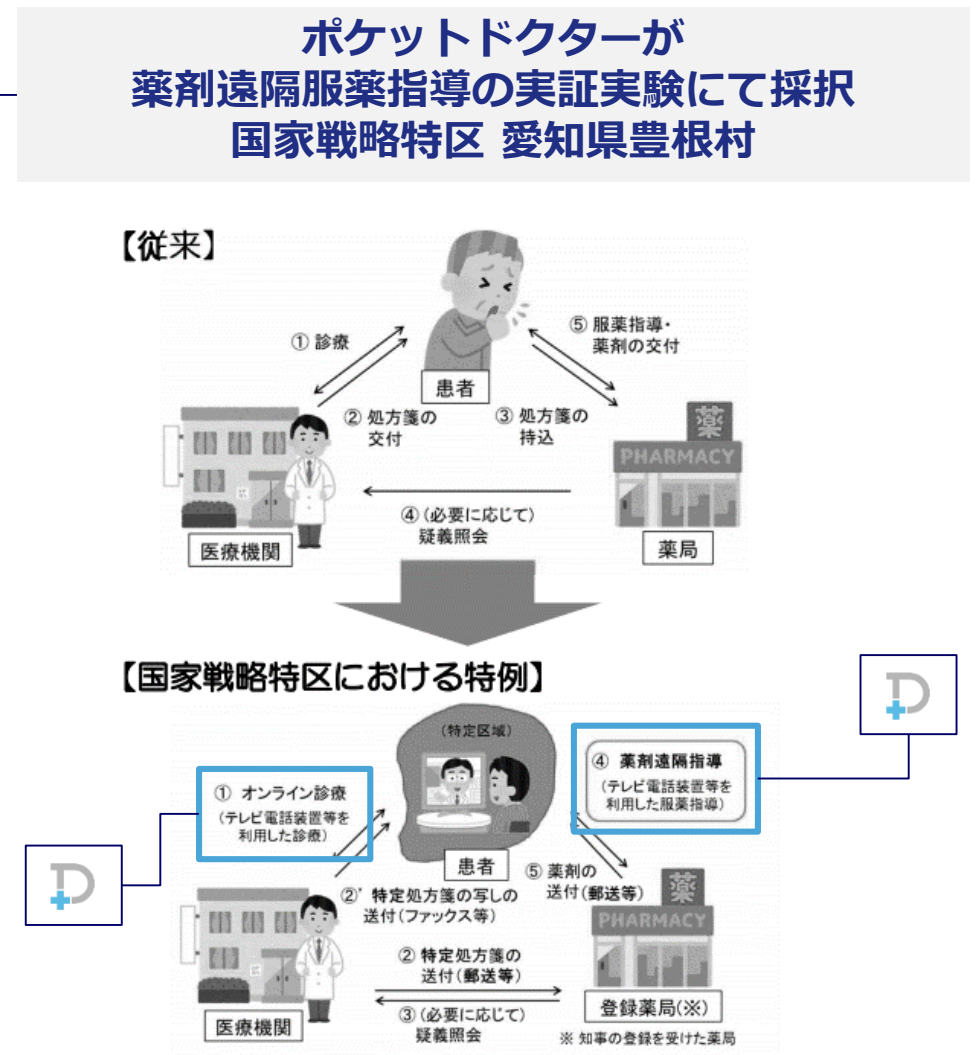 ポケットドクターが
薬剤遠隔服薬指導の実証実験にて採択
国家戦略特区 愛知県豊根村
【従来】
① 診療
⑤ 服薬指導・
薬剤の交付
患者
② 処方箋の
交付
③ 処方箋の
持込
薬
PHARMACY
④ (必要に応じて)
疑義照会
医療機関
薬局
【国家戦略特区における特例】
(特定区域)
① オンライン診療
(テレビ電話装置等を
利用した診療)
④ 薬剤遠隔指導
(テレビ電話装置等を
利用した服薬指導)
患者
⑤ 薬剤の
送付(郵送等)
②’ 特定処方箋の写しの
送付(ファックス等)
薬
PHARMACY
② 特定処方箋の
送付(郵送等)
③ (必要に応じて)
疑義照会
医療機関
登録薬局(※)
※ 知事の登録を受けた薬局